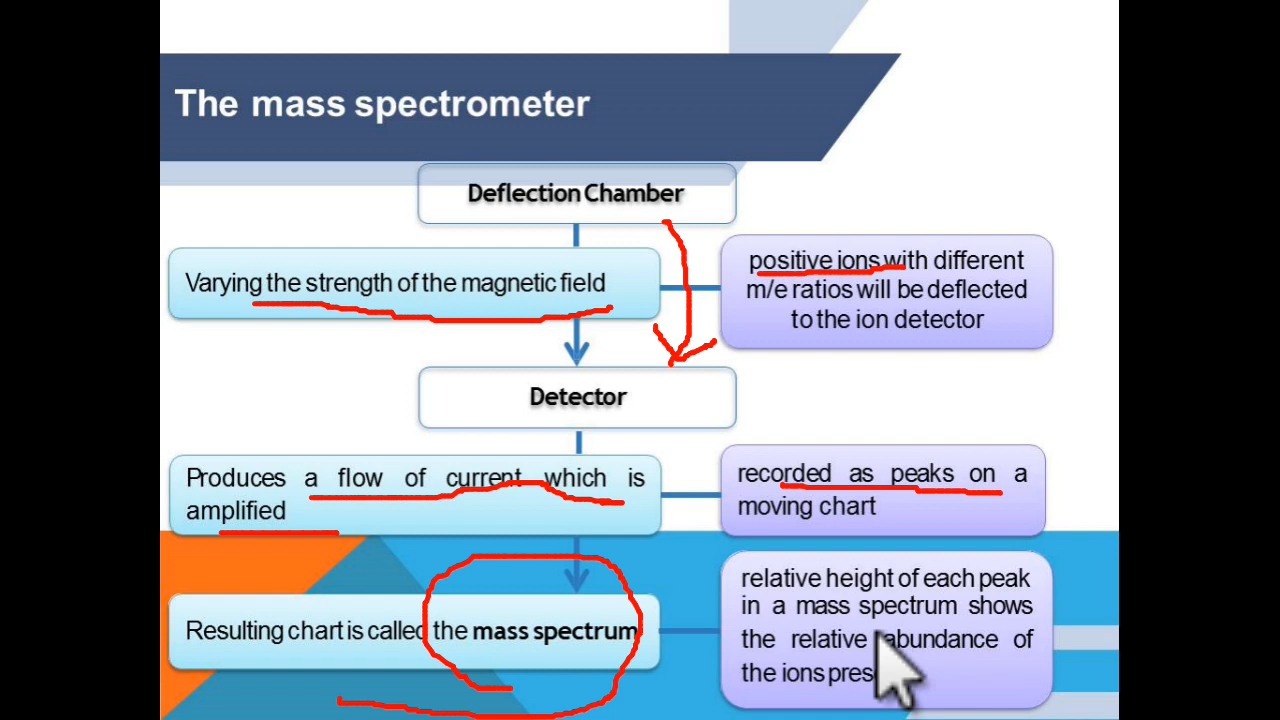 The mass spectrometer
Deflection Chamber
Varying the strength of the magnetic field
positive ions with different
m/e ratios will be deflected
to the ion detector
Detector
Produces a flow of current which is
amplified
recorded as peaks on a
moving chart
Resulting chart is called the mass spectrum
relative height of each peak
in a mass spectrum shows
the relative abundance of
the ions